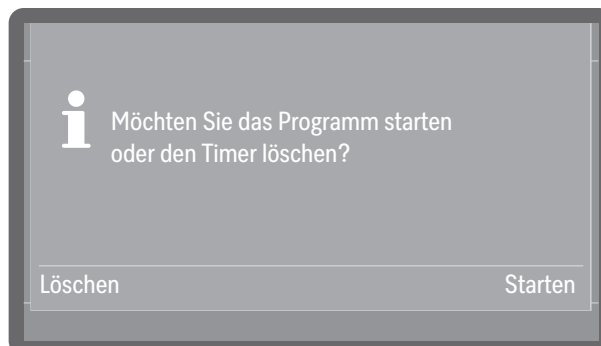 Möchten Sie das Programm starten
oder den Timer löschen?
Löschen
Starten